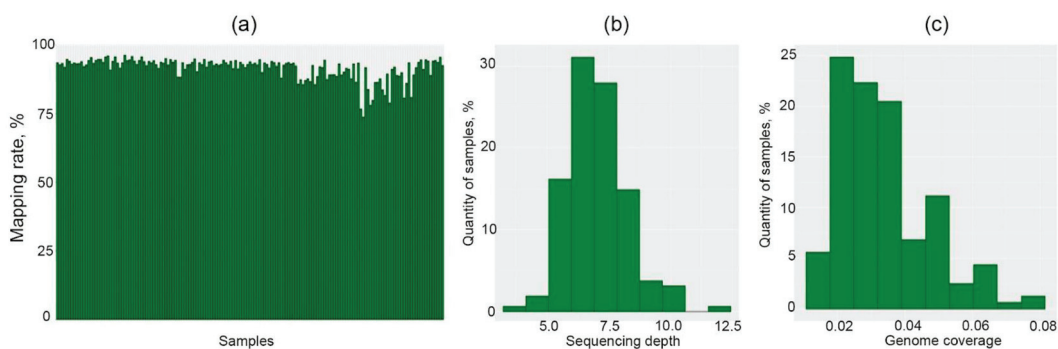 (a)
(b)
(c)
Mapping rate, %
100
75
50
25
0
Samples
Quantity of samples, %
30
20
10
0
5.0 7.5 10.0 12.5
Sequencing depth
Quantity of samples, %
25
20
15
10
5
0
0.02 0.04 0.06 0.08
Genome coverage